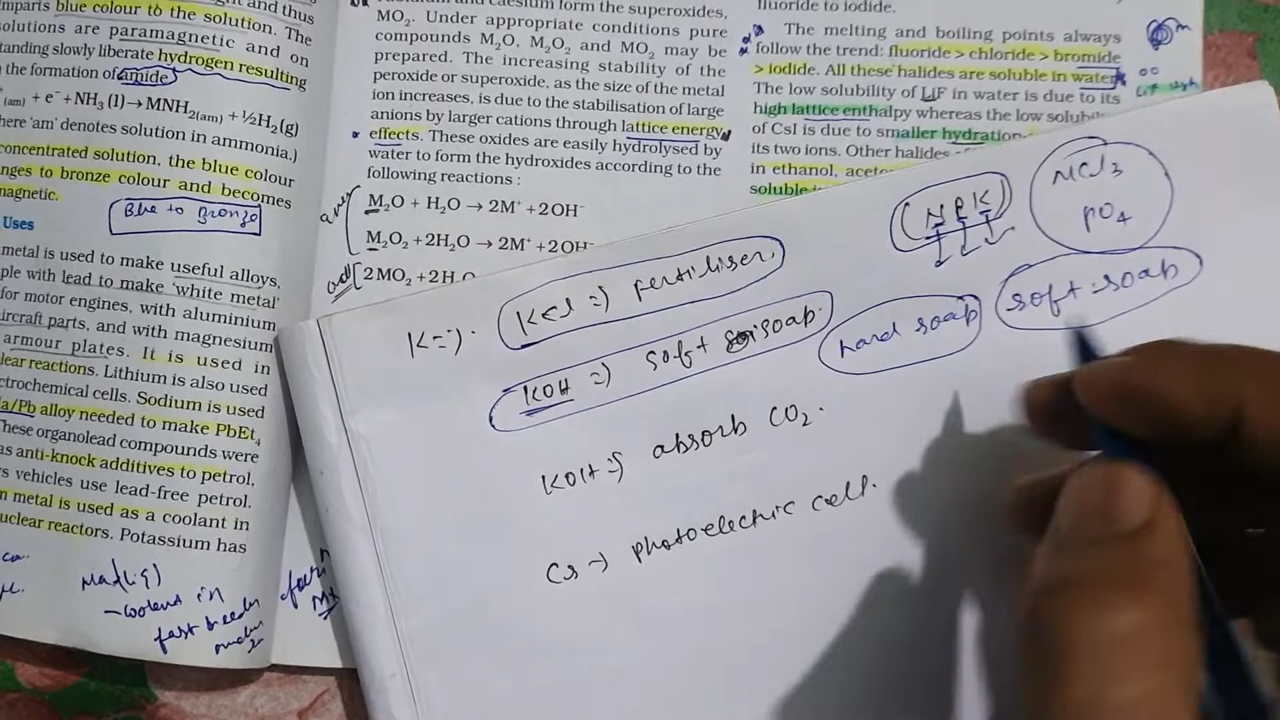 imparts blue colour to the solution. The
solutions are paramagnetic and on
standing slowly liberate hydrogen resulting
the formation of amide
(am) + e⁻ + NH₃ (l) → MNH₂(am) + ½H₂(g)
here 'am' denotes solution in ammonia.)
concentrated solution, the blue colour
nges to bronze colour and becomes
magnetic.
Blue to Bronze
Uses
metal is used to make useful alloys,
ple with lead to make 'white metal'
for motor engines, with aluminium
ircraft parts, and with magnesium
armour plates. It is used in
lear reactions. Lithium is also used
ctrochemical cells. Sodium is used
a/Pb alloy needed to make PbEt₄
These organolead compounds were
as anti-knock additives to petrol,
s vehicles use lead-free petrol.
n metal is used as a coolant in
uclear reactors. Potassium has
Na(liq)
fast breeder
caesium form the superoxides,
MO₂. Under appropriate conditions pure
compounds M₂O, M₂O₂ and MO₂ may be
prepared. The increasing stability of the
peroxide or superoxide, as the size of the
metal ion increases, is due to the stabilisation of large
anions by larger cations through lattice energy
effects. These oxides are easily hydrolysed by
water to form the hydroxides according to the
following reactions :
M₂O + H₂O → 2M⁺ + 2OH⁻
M₂O₂ + 2H₂O → 2M⁺ + 2OH⁻
2MO₂ + 2H₂O
fluoride to iodide.
The melting and boiling points always
follow the trend: fluoride > chloride > bromide
> iodide. All these halides are soluble in water.
The low solubility of LiF in water is due to its
high lattice enthalpy whereas the low solubil
of CsI is due to smaller hydration
its two ions. Other halides
in ethanol, aceto
soluble
(NPK)
NCl3
PO4
K=)
KCl =) fertiliser,
KOH =) soft soap.
hard soap
soft - soap
KOH =) absorb CO2.
Cs → photoelectric cell.